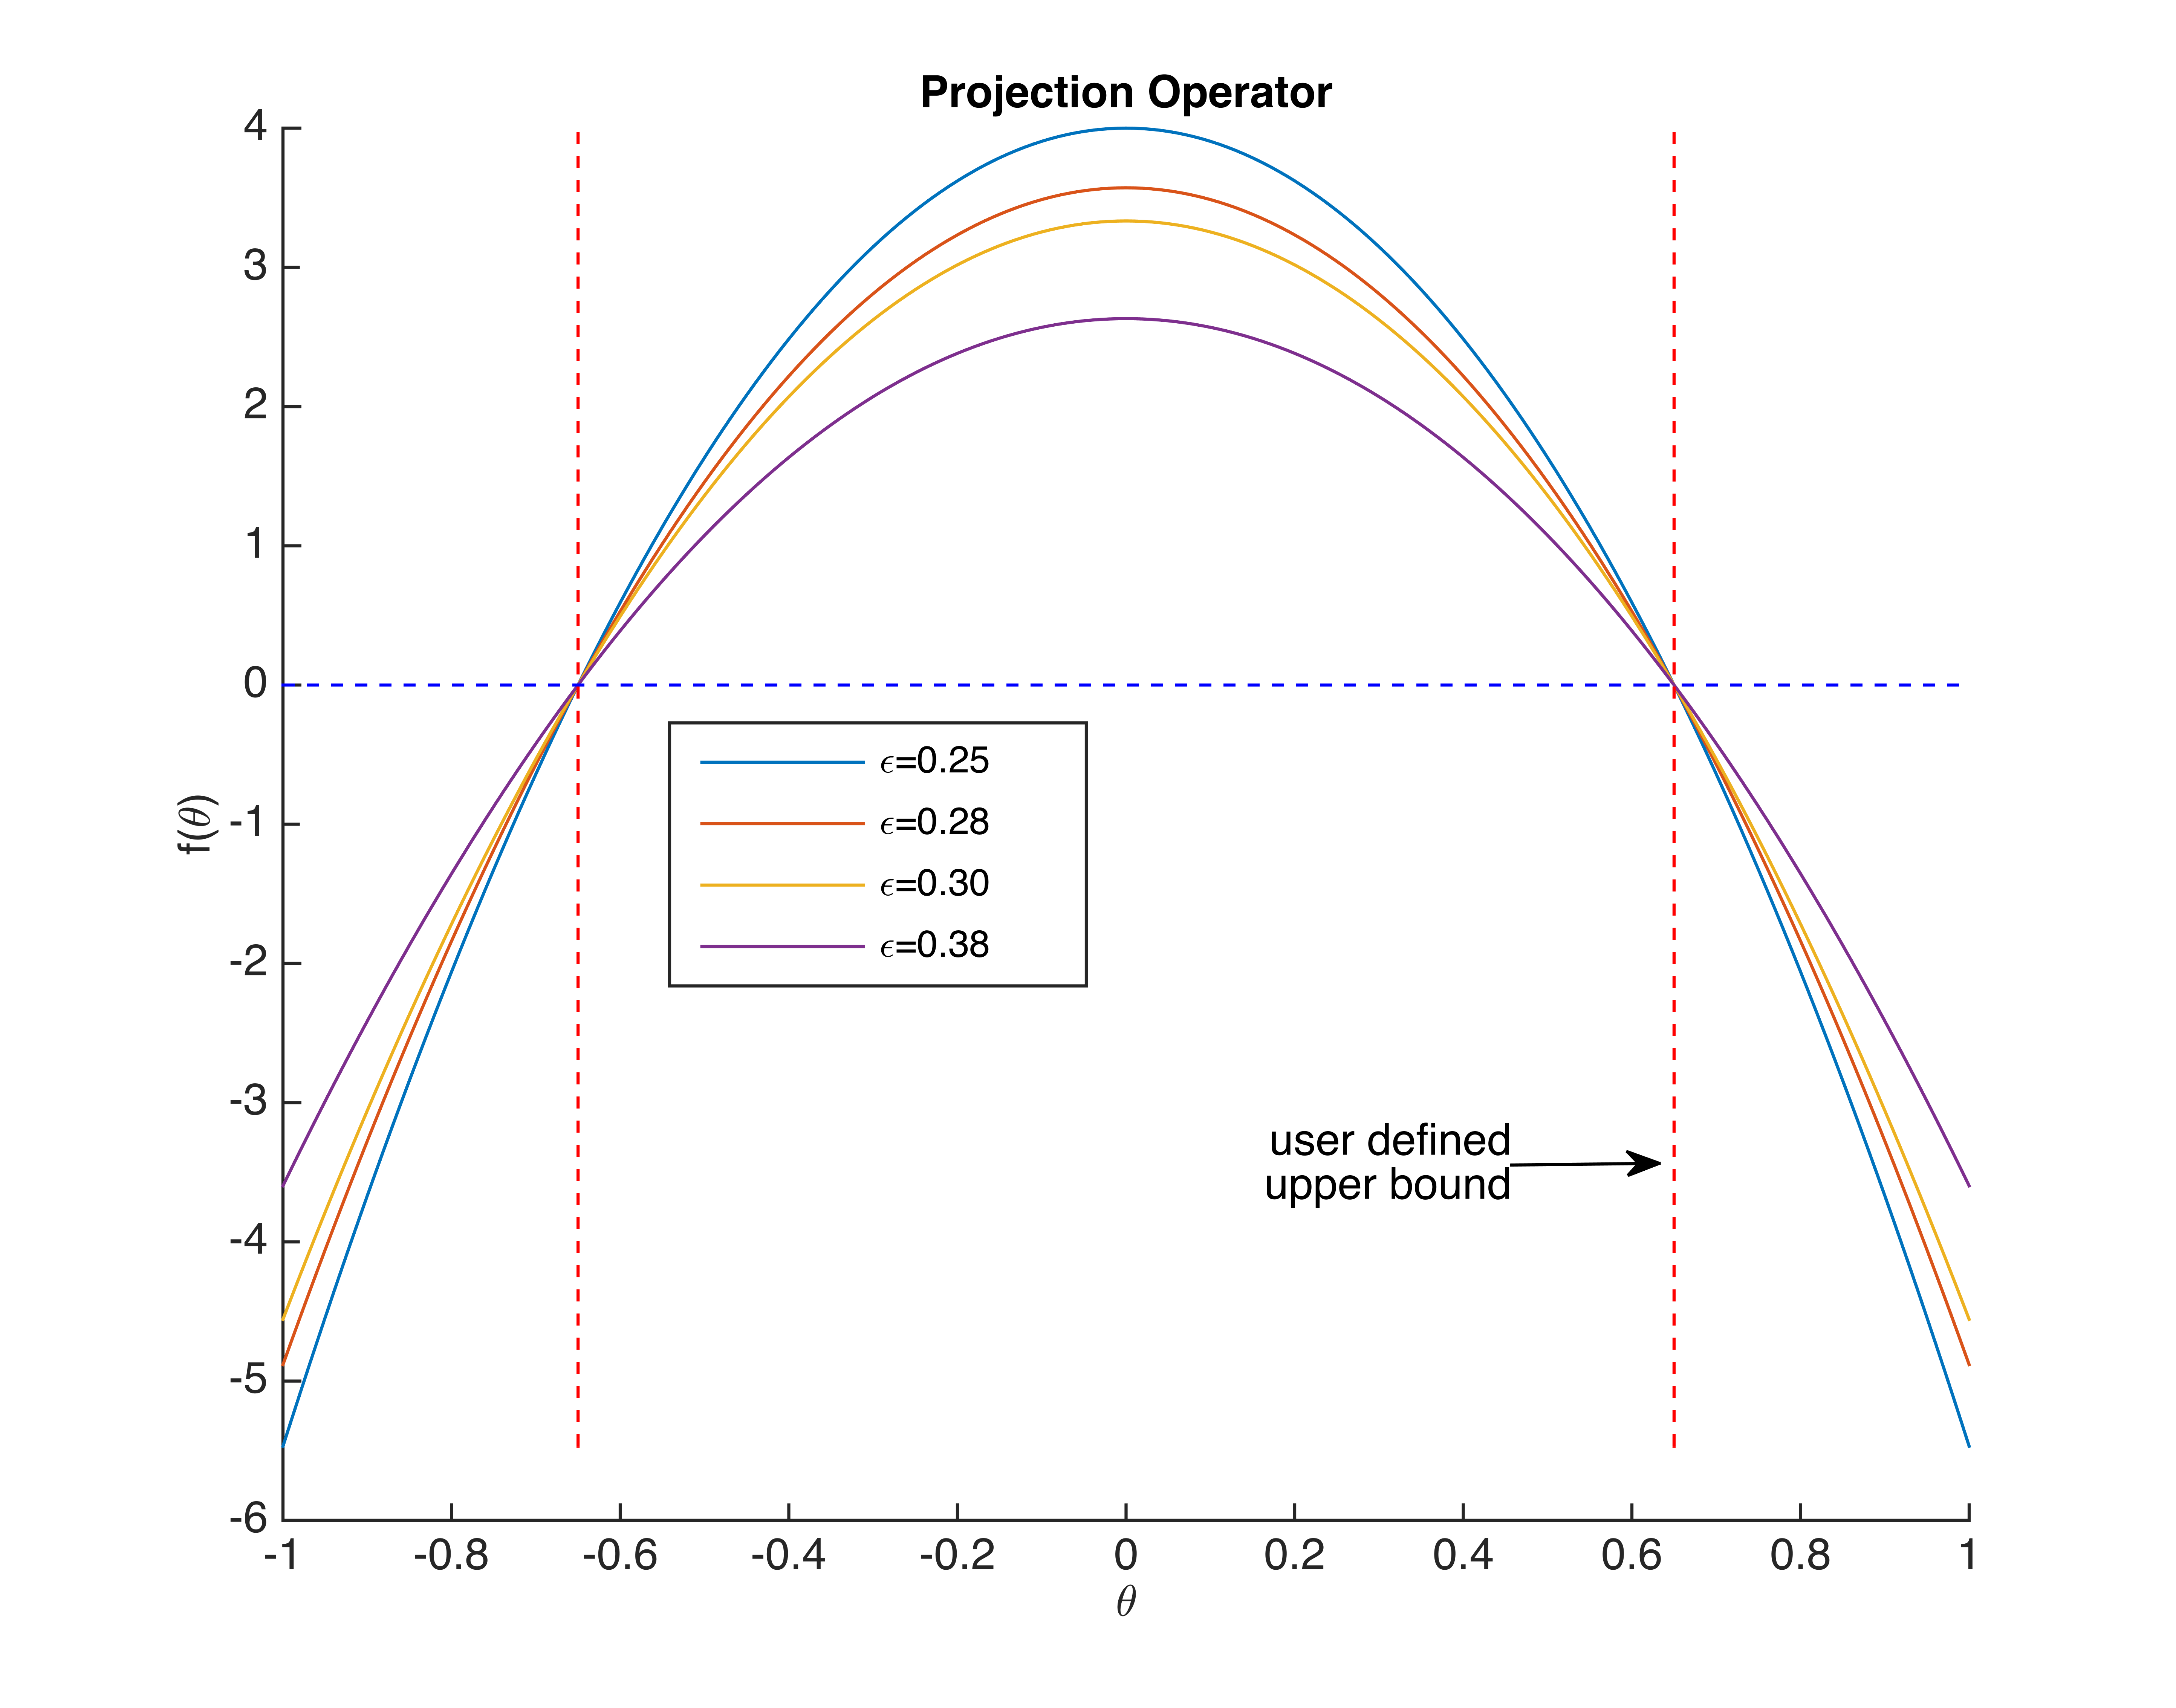 Projection Operator
4
3
2
1
0
-1
-2
-3
-4
-5
-6
f(θ)
ϵ=0.25
ϵ=0.28
ϵ=0.30
ϵ=0.38
user defined
upper bound
-1 -0.8 -0.6 -0.4 -0.2 0 0.2 0.4 0.6 0.8 1
θ